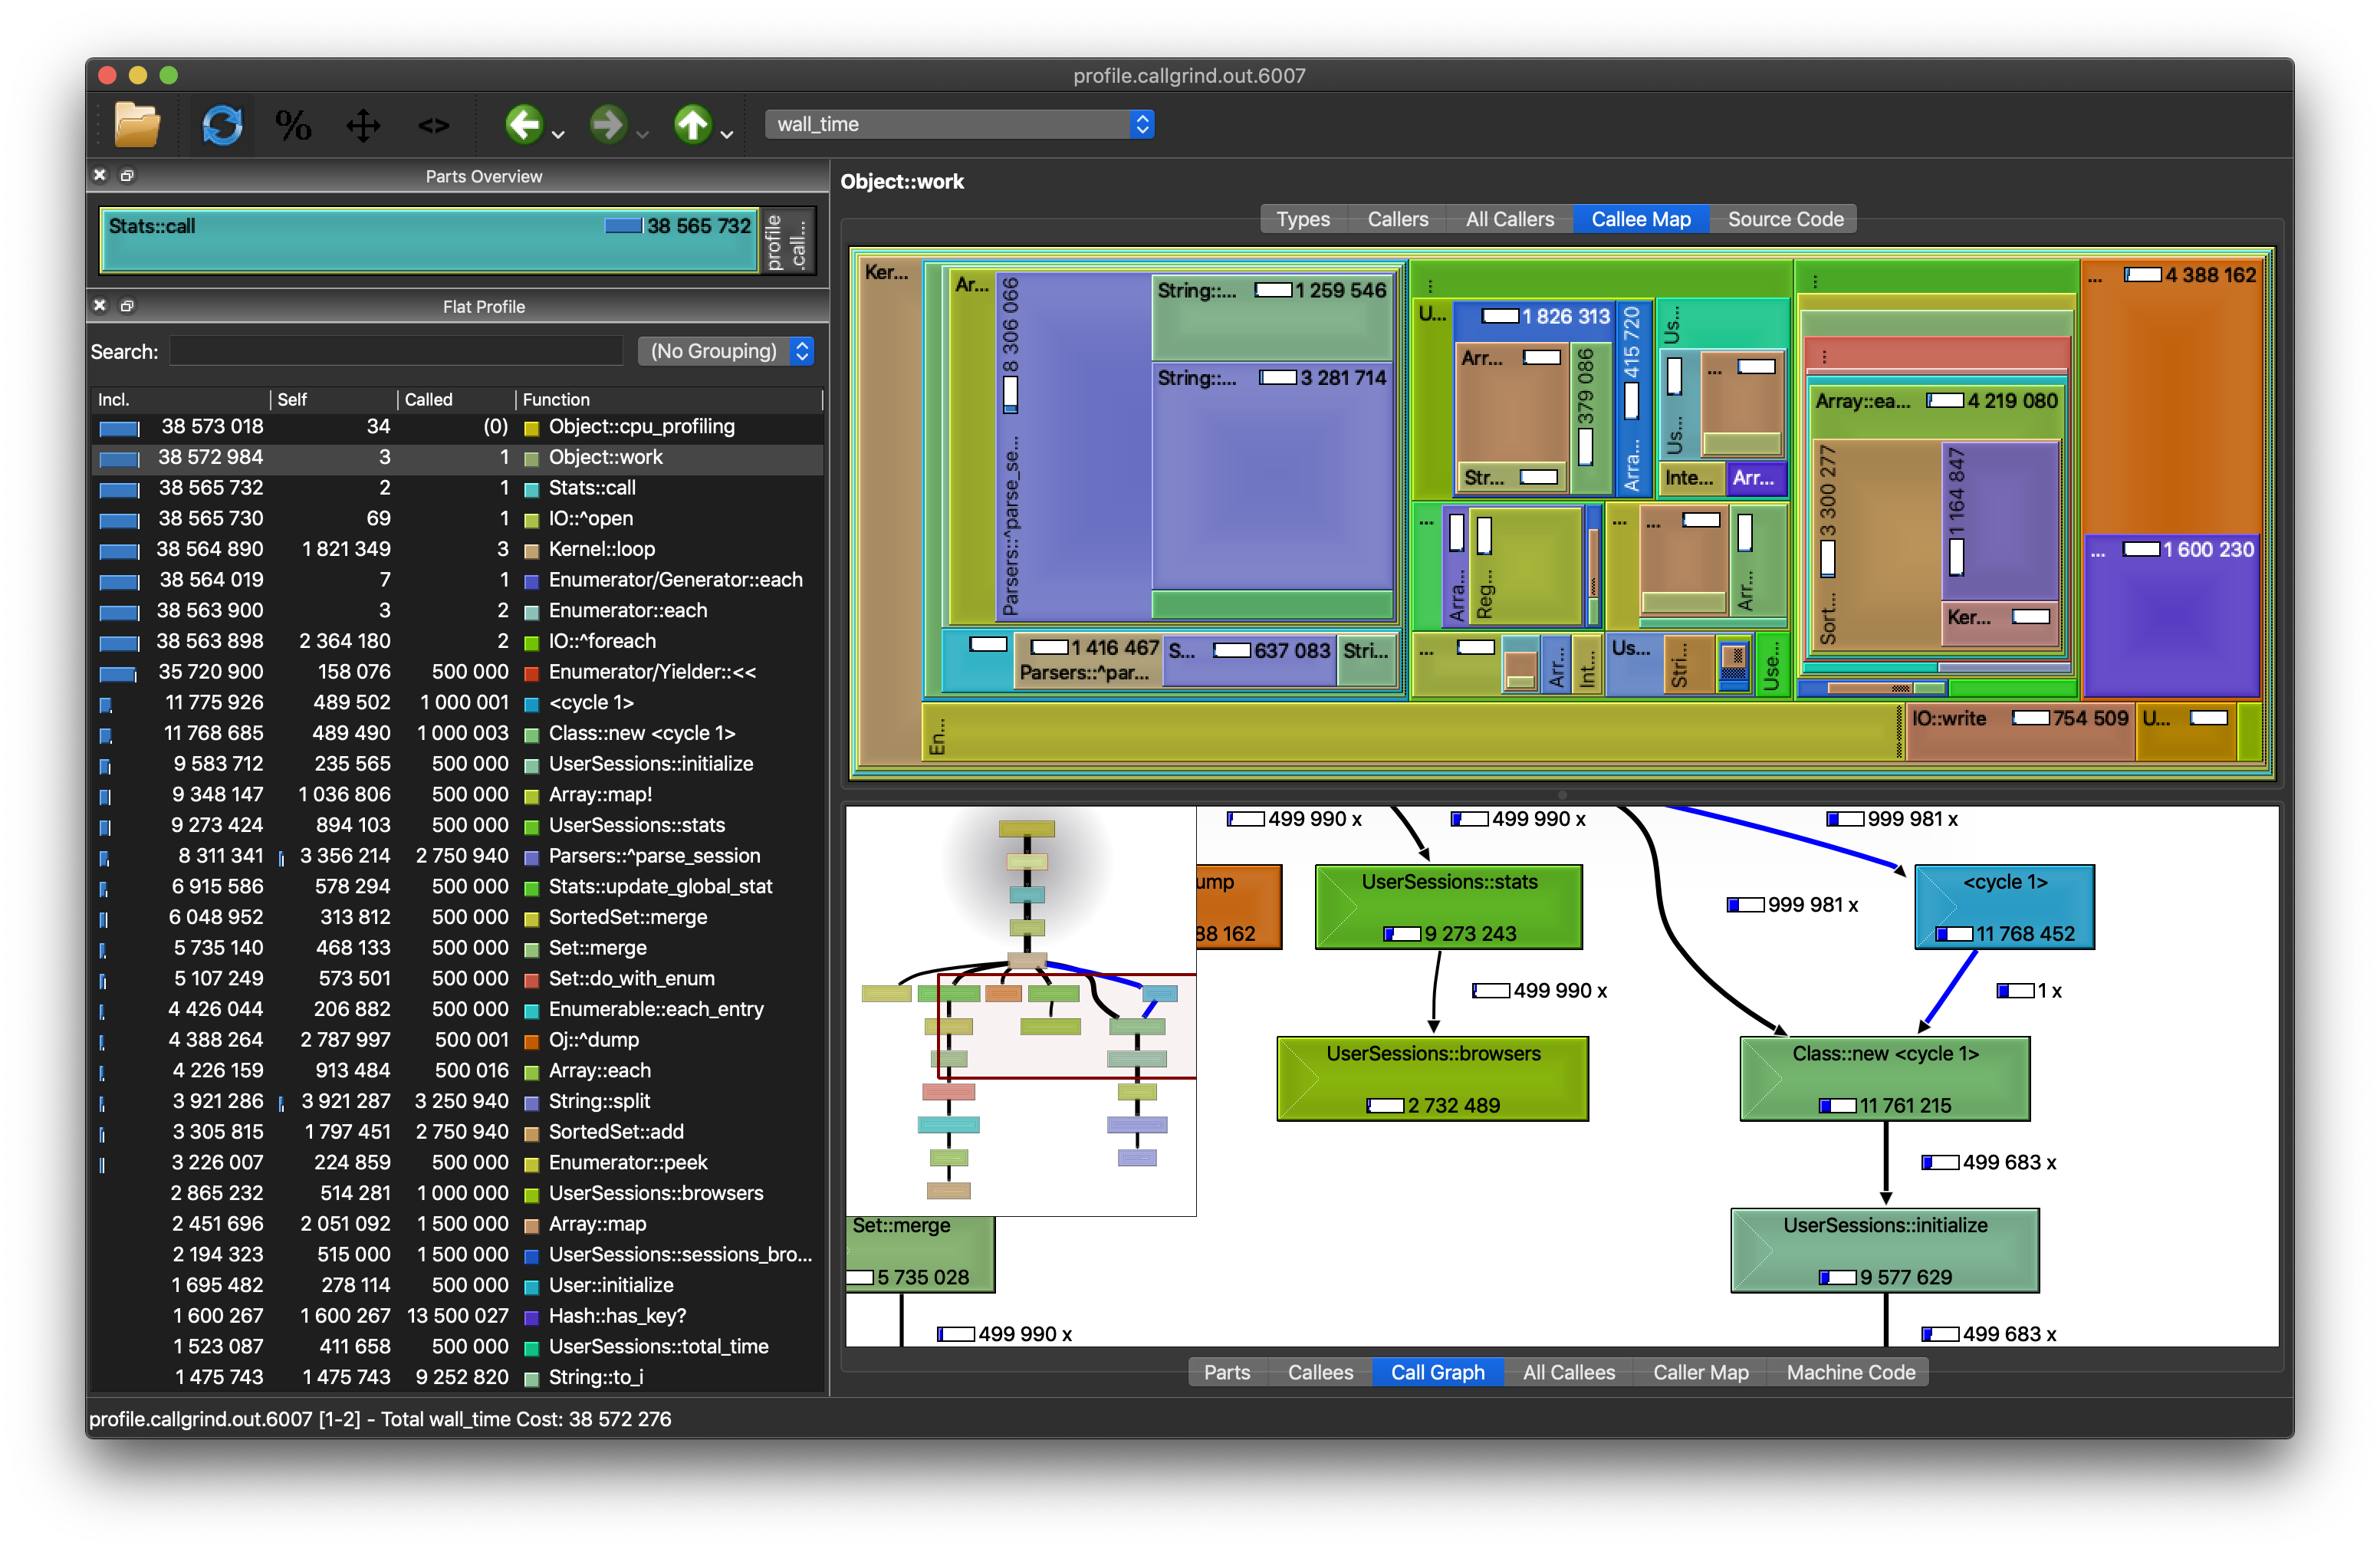 profile.callgrind.out.6007
%
<>
wall_time
Parts Overview
Stats::call 38 565 732
profile
.call...
Flat Profile
Search:
(No Grouping)
Incl. Self Called Function
38 573 018 34 (0) Object::cpu_profiling
38 572 984 3 1 Object::work
38 565 732 2 1 Stats::call
38 565 730 69 1 IO::^open
38 564 890 1 821 349 3 Kernel::loop
38 564 019 7 1 Enumerator/Generator::each
38 563 900 3 2 Enumerator::each
38 563 898 2 364 180 2 IO::^foreach
35 720 900 158 076 500 000 Enumerator/Yielder::<<
11 775 926 489 502 1 000 001 <cycle 1>
11 768 685 489 490 1 000 003 Class::new <cycle 1>
9 583 712 235 565 500 000 UserSessions::initialize
9 348 147 1 036 806 500 000 Array::map!
9 273 424 894 103 500 000 UserSessions::stats
8 311 341 3 356 214 2 750 940 Parsers::^parse_session
6 915 586 578 294 500 000 Stats::update_global_stat
6 048 952 313 812 500 000 SortedSet::merge
5 735 140 468 133 500 000 Set::merge
5 107 249 573 501 500 000 Set::do_with_enum
4 426 044 206 882 500 000 Enumerable::each_entry
4 388 264 2 787 997 500 001 Oj::^dump
4 226 159 913 484 500 016 Array::each
3 921 286 3 921 287 3 250 940 String::split
3 305 815 1 797 451 2 750 940 SortedSet::add
3 226 007 224 859 500 000 Enumerator::peek
2 865 232 514 281 1 000 000 UserSessions::browsers
2 451 696 2 051 092 1 500 000 Array::map
2 194 323 515 000 1 500 000 UserSessions::sessions_bro...
1 695 482 278 114 500 000 User::initialize
1 600 267 1 600 267 13 500 027 Hash::has_key?
1 523 087 411 658 500 000 UserSessions::total_time
1 475 743 1 475 743 9 252 820 String::to_i
profile.callgrind.out.6007 [1-2] - Total wall_time Cost: 38 572 276
Object::work
Types Callers All Callers Callee Map Source Code
Ker...
Ar...
Parsers::^parse_se... 8 306 066
String::... 1 259 546
String::... 3 281 714
1 416 467
Parsers::^par...
S... 637 083
Stri...
...
U...
1 826 313
Arr...
Str...
379 086
Arra... 415 720
Us...
Us...
...
Inte...
Arr...
...
Arra...
Reg...
...
...
Arr...
...
Arr...
Int...
Us...
Stri...
Use...
...
...
Array::ea... 4 219 080
Sort... 3 300 277
1 164 847
Ker...
... 4 388 162
... 1 600 230
En...
IO::write 754 509
U...
499 990 x
499 990 x
999 981 x
ump
88 162
UserSessions::stats
9 273 243
999 981 x
<cycle 1>
11 768 452
499 990 x
1 x
UserSessions::browsers
2 732 489
Class::new <cycle 1>
11 761 215
499 683 x
Set::merge
5 735 028
UserSessions::initialize
9 577 629
499 990 x
499 683 x
Parts Callees Call Graph All Callees Caller Map Machine Code